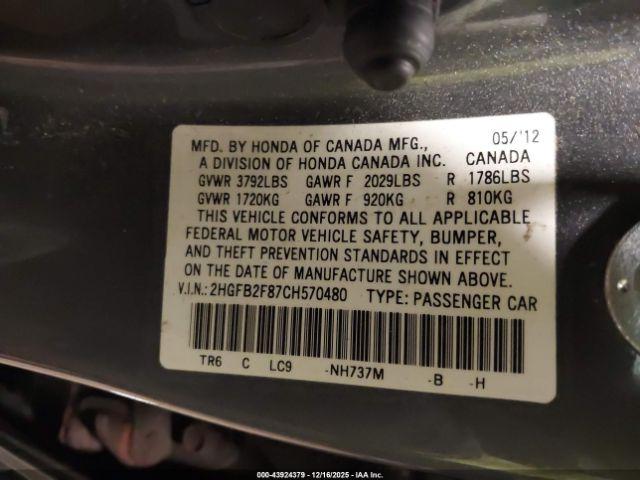 MFD. BY HONDA OF CANADA MFG., 05/'12
A DIVISION OF HONDA CANADA INC. CANADA
GVWR 3792LBS GAWR F 2029LBS R 1786LBS
GVWR 1720KG GAWR F 920KG R 810KG
THIS VEHICLE CONFORMS TO ALL APPLICABLE
FEDERAL MOTOR VEHICLE SAFETY, BUMPER,
AND THEFT PREVENTION STANDARDS IN EFFECT
ON THE DATE OF MANUFACTURE SHOWN ABOVE.
V.I.N.: 2HGFB2F87CH570480 TYPE: PASSENGER CAR
TR6 C LC9 -NH737M -B -H
00-43924379 | 12/16/2025 | IAA Inc.